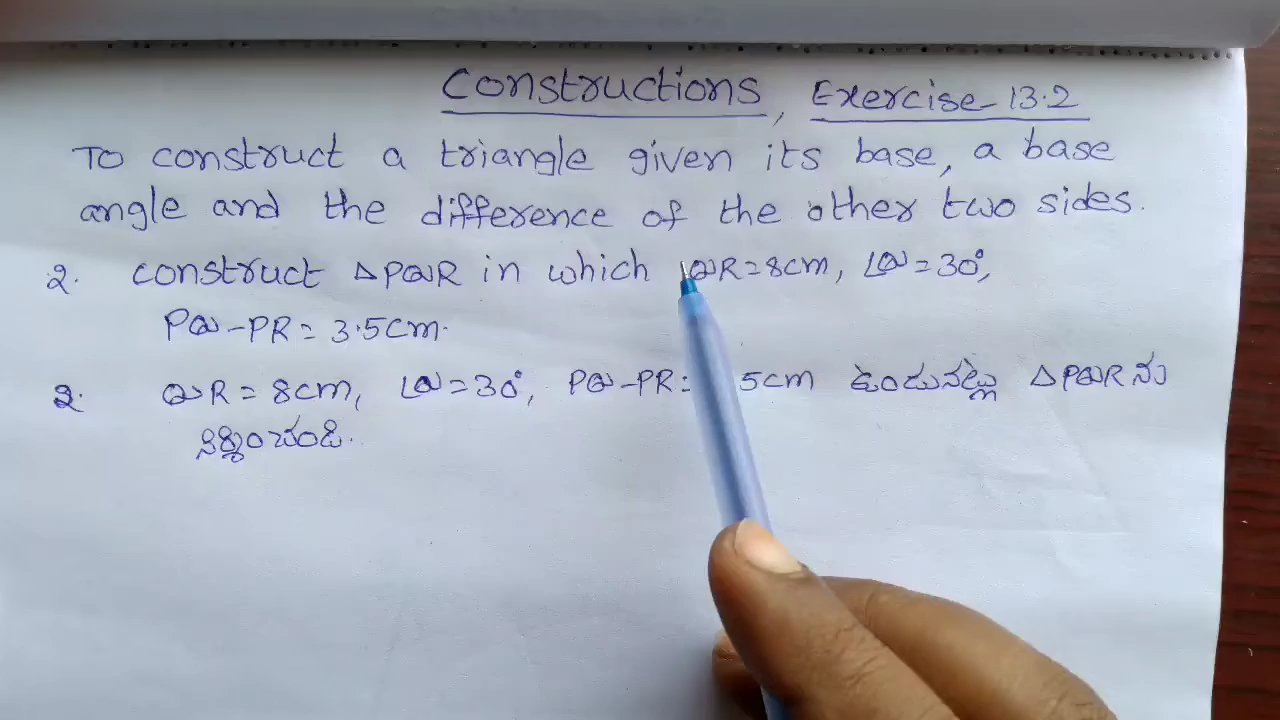 Constructions, Exercise-13.2
To construct a triangle given its base, a base
angle and the difference of the other two sides.
2. Construct △PQR in which QR=8cm, ∠Q=30°,
PQ-PR=3.5cm.
2. QR=8cm, ∠Q=30°, PQ-PR= 5cm ఉండునట్లు △PQR ను
నిర్మించండి.